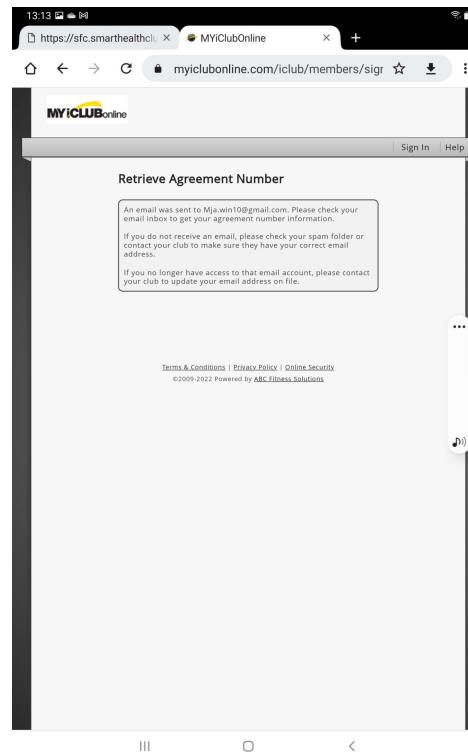 13:13
https://sfc.smarthealthclu
MYiClubOnline
myiclubonline.com/iclub/members/sigr
MYiCLUBonline
Sign In
Help
Retrieve Agreement Number
An email was sent to Mja.win10@gmail.com. Please check your
email inbox to get your agreement number information.
If you do not receive an email, please check your spam folder or
contact your club to make sure they have your correct email
address.
If you no longer have access to that email account, please contact
your club to update your email address on file.
Terms & Conditions | Privacy Policy | Online Security
©2009-2022 Powered by ABC Fitness Solutions